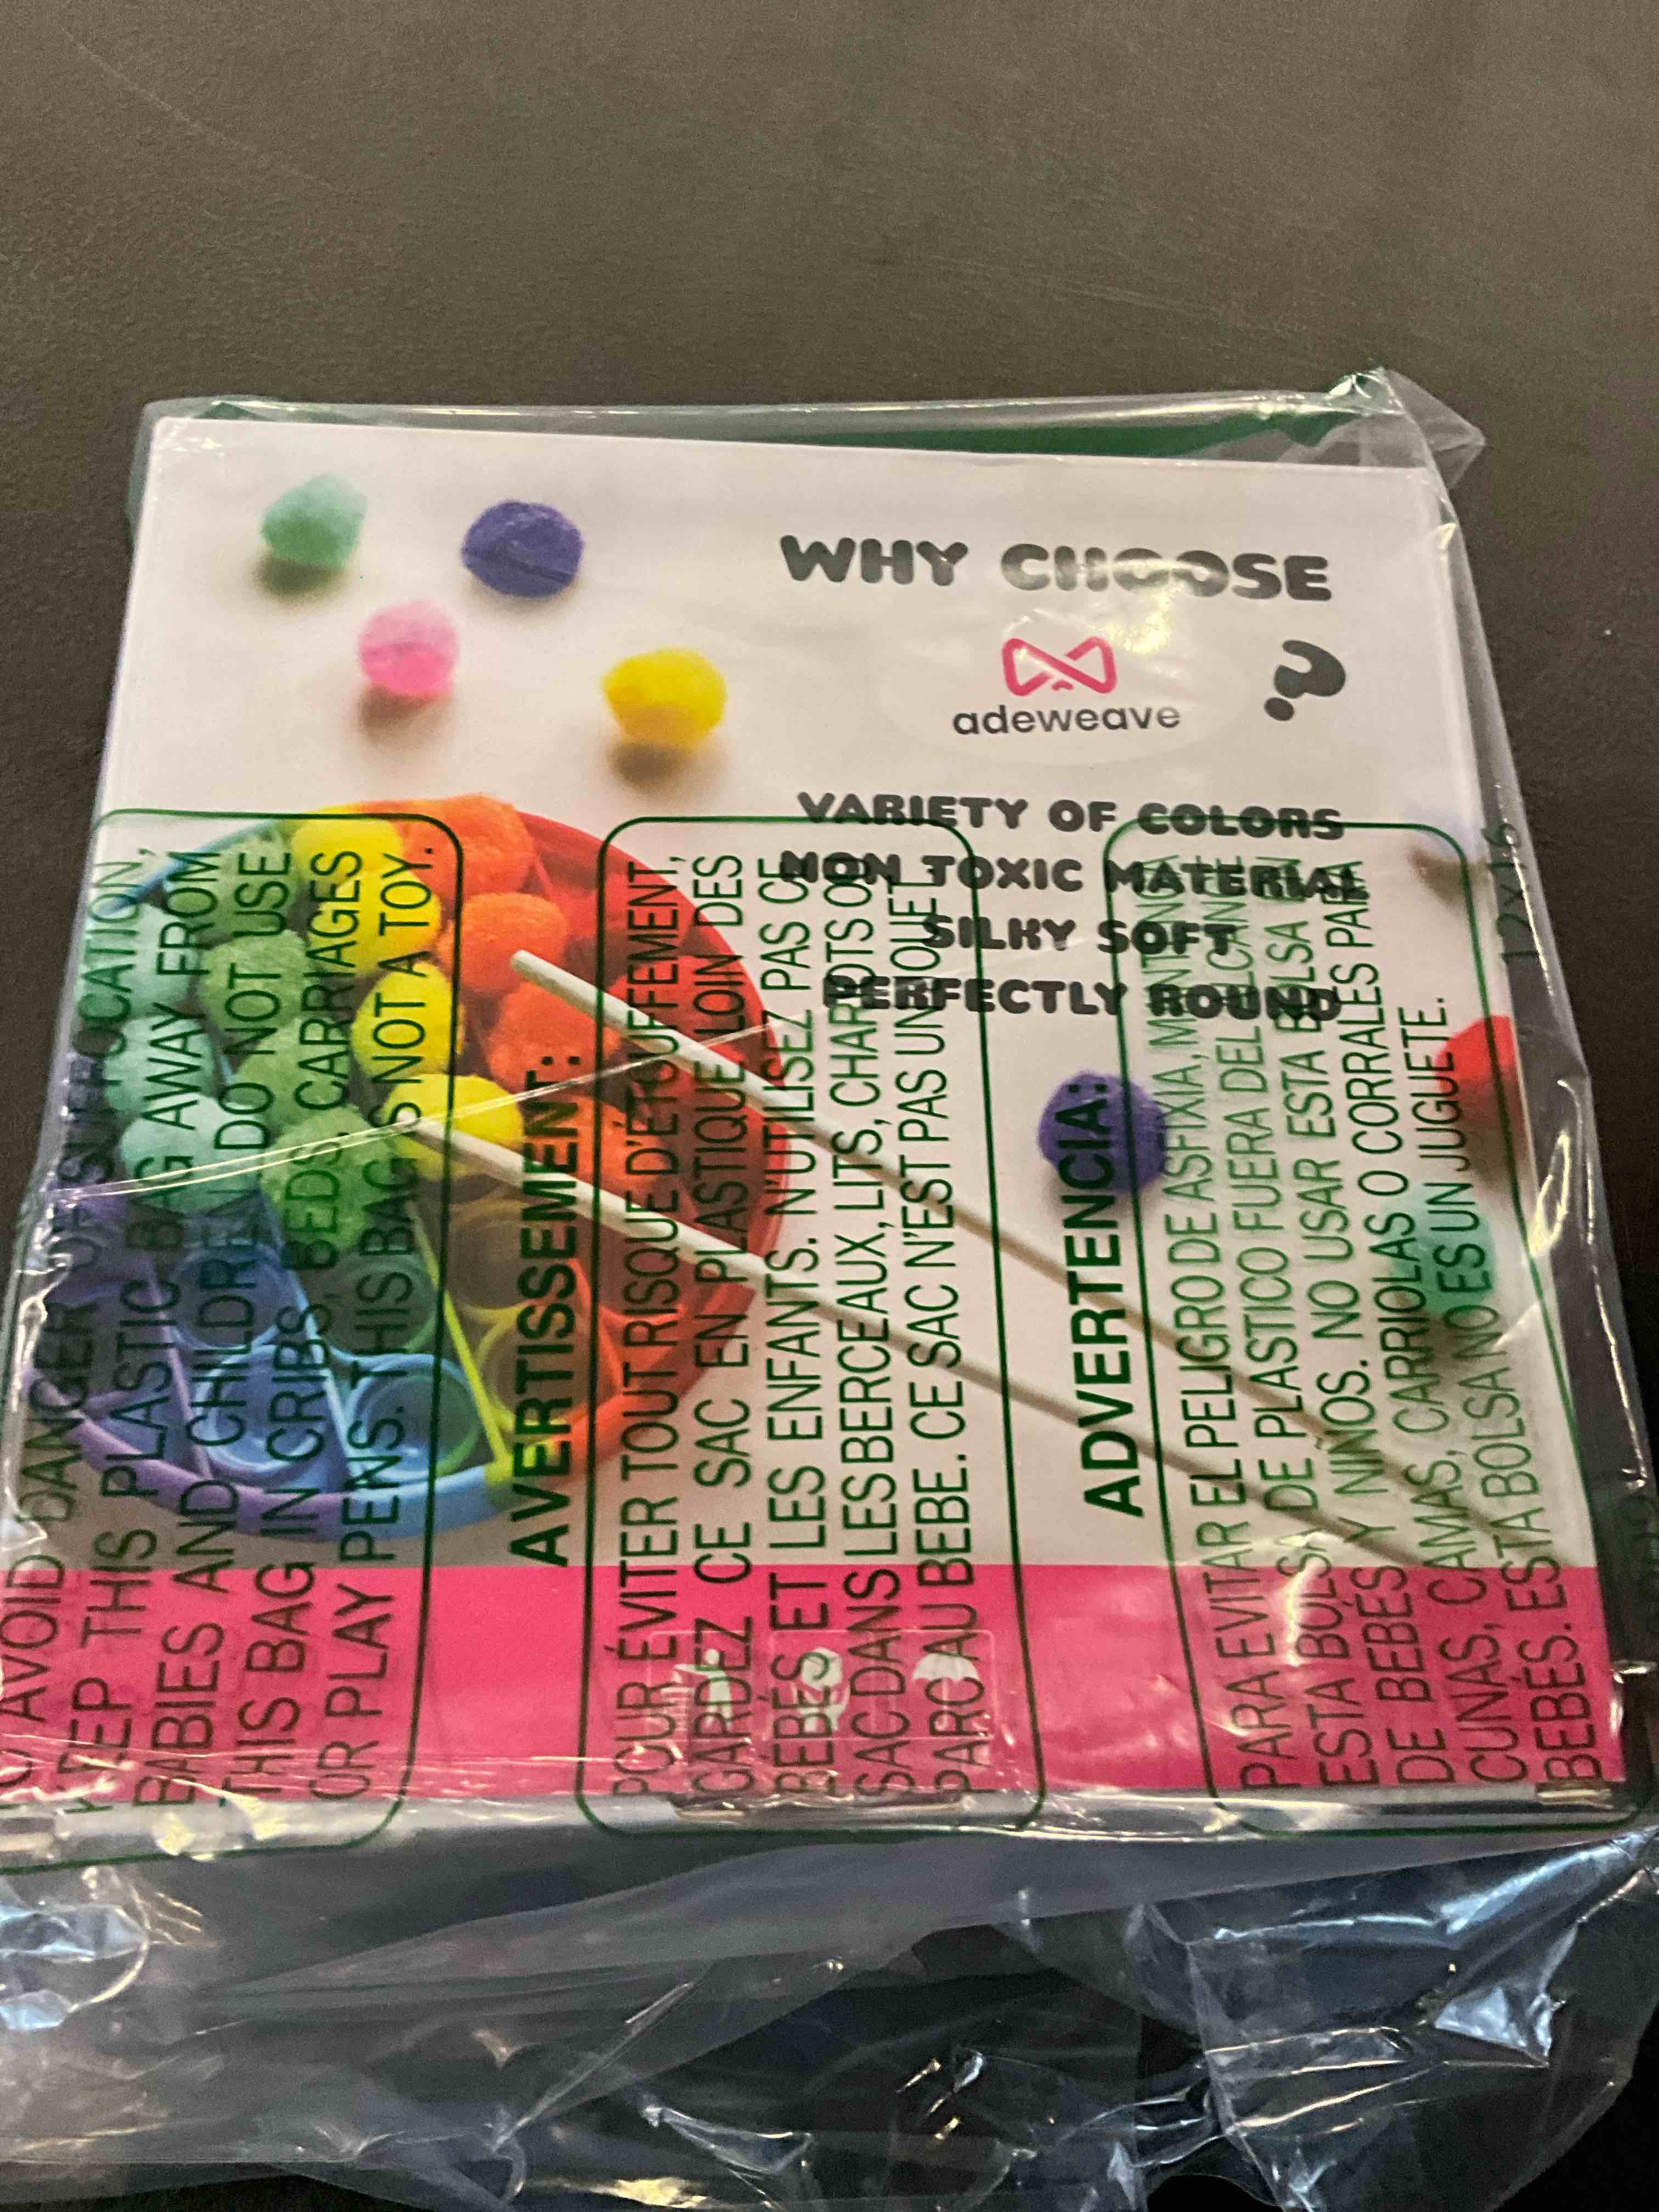 WHY CHOOSE
adeweave
?
VARIETY OF COLORS
NON TOXIC MATERIAL
SILKY SOFT
PERFECTLY ROUND
AVOID DANGER OF SUFFOCATION,
KEEP THIS PLASTIC BAG AWAY FROM
BABIES AND CHILDREN DO NOT USE
THIS BAG IN CRIBS, BEDS, CARRIAGES
OR PLAY PENS. THIS BAG IS NOT A TOY.
AVERTISSEMENT:
POUR ÉVITER TOUT RISQUE D'ÉTOUFFEMENT,
GARDEZ CE SAC EN PLASTIQUE LOIN DES
BEBÉS ET LES ENFANTS. N'UTILISEZ PAS CE
SAC DANS LES BERCEAUX, LITS, CHARIOTS OU
PARC AU BEBE. CE SAC N'EST PAS UN JOUET.
ADVERTENCIA:
PARA EVITAR EL PELIGRO DE ASFIXIA, MANTENGA
ESTA BOLSA DE PLASTICO FUERA DEL ALCANCE
DE BEBÉS Y NIÑOS. NO USAR ESTA BOLSA EN
CUNAS, CAMAS, CARRIOLAS O CORRALES PARA
BEBÉS. ESTA BOLSA NO ES UN JUGUETE.
12x16